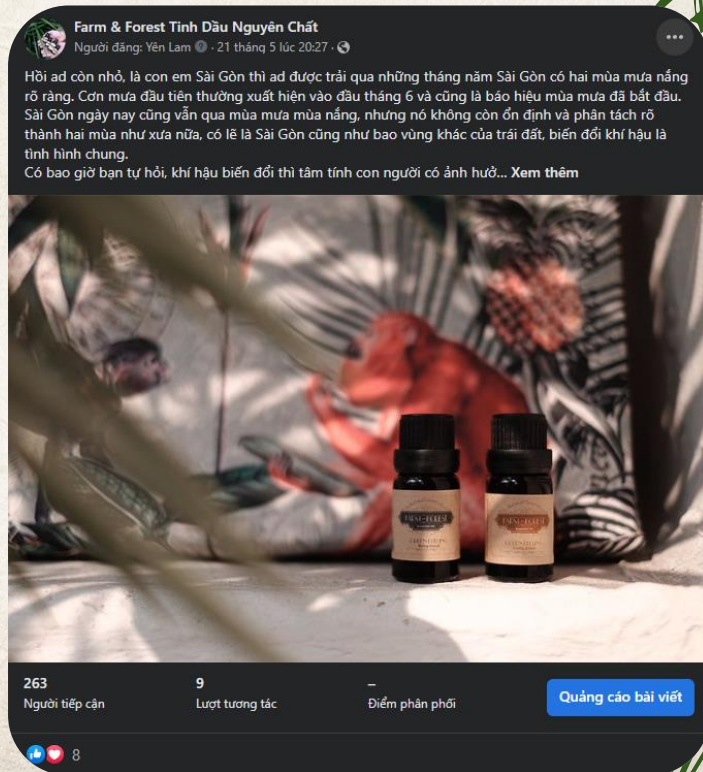 Farm & Forest Tinh Dầu Nguyên Chất
Người đăng: Yên Lam · 21 tháng 5 lúc 20:27 ·
Hồi ad còn nhỏ, là con em Sài Gòn thì ad được trải qua những tháng năm Sài Gòn có hai mùa mưa nắng
rõ ràng. Cơn mưa đầu tiên thường xuất hiện vào đầu tháng 6 và cũng là báo hiệu mùa mưa đã bắt đầu.
Sài Gòn ngày nay cũng vẫn qua mùa mưa mùa nắng, nhưng nó không còn ổn định và phân tách rõ
thành hai mùa như xưa nữa, có lẽ là Sài Gòn cũng như bao vùng khác của trái đất, biến đổi khí hậu là
tình hình chung.
Có bao giờ bạn tự hỏi, khí hậu biến đổi thì tâm tính con người có ảnh hưở... Xem thêm
FARM & FOREST
FARM & FOREST
263
Người tiếp cận
9
Lượt tương tác
–
Điểm phân phối
Quảng cáo bài viết
8